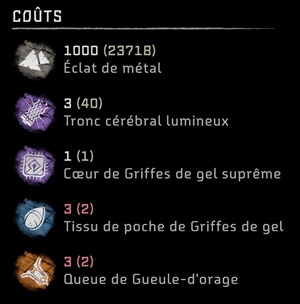 COÛTS
1000 (23718)
Éclat de métal
3 (40)
Tronc cérébral lumineux
1 (1)
Cœur de Griffes de gel suprême
3 (2)
Tissu de poche de Griffes de gel
3 (2)
Queue de Gueule-d'orage